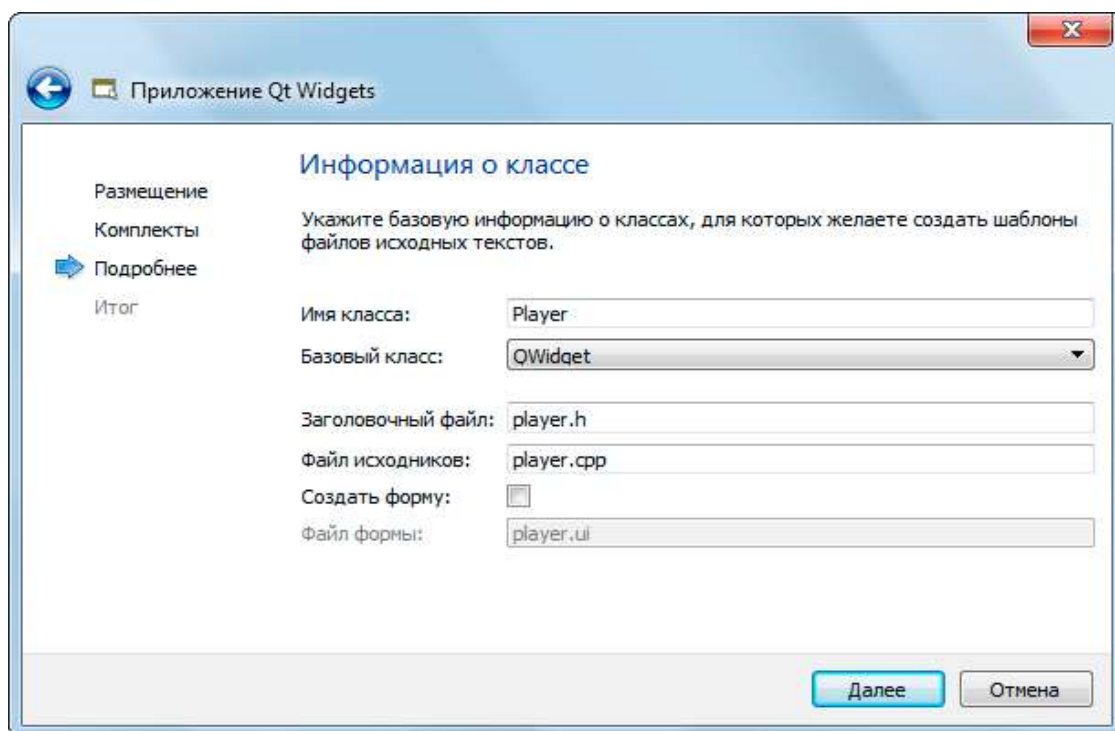 Приложение Qt Widgets
Размещение
Комплекты
Подробнее
Итог
Информация о классе
Укажите базовую информацию о классах, для которых желаете создать шаблоны
файлов исходных текстов.
Имя класса: Player
Базовый класс: QWidget
Заголовочный файл: player.h
Файл исходников: player.cpp
Создать форму:
Файл формы: player.ui
Далее Отмена